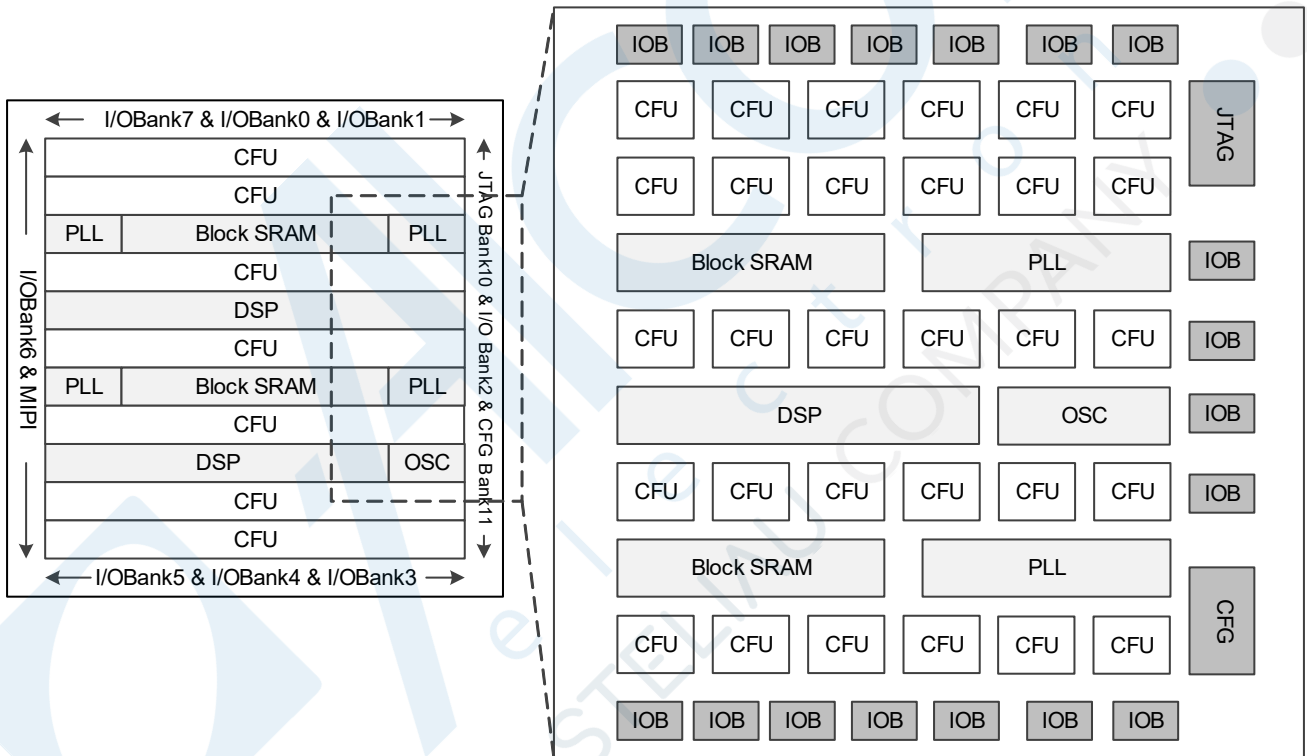 I/OBank7 & I/OBank0 & I/OBank1
CFU
CFU
PLL Block SRAM PLL
CFU
DSP
CFU
PLL Block SRAM PLL
CFU
DSP OSC
CFU
CFU
I/OBank5 & I/OBank4 & I/OBank3
I/OBank6 & MIPI
JTAG Bank10 & I/O Bank2 & CFG Bank11
IOB IOB IOB IOB IOB IOB IOB
CFU CFU CFU CFU CFU CFU
JTAG
CFU CFU CFU CFU CFU CFU
Block SRAM PLL IOB
CFU CFU CFU CFU CFU CFU IOB
DSP OSC IOB
CFU CFU CFU CFU CFU CFU IOB
Block SRAM PLL
CFG
CFU CFU CFU CFU CFU CFU
IOB IOB IOB IOB IOB IOB IOB
STELIAU COMPANY